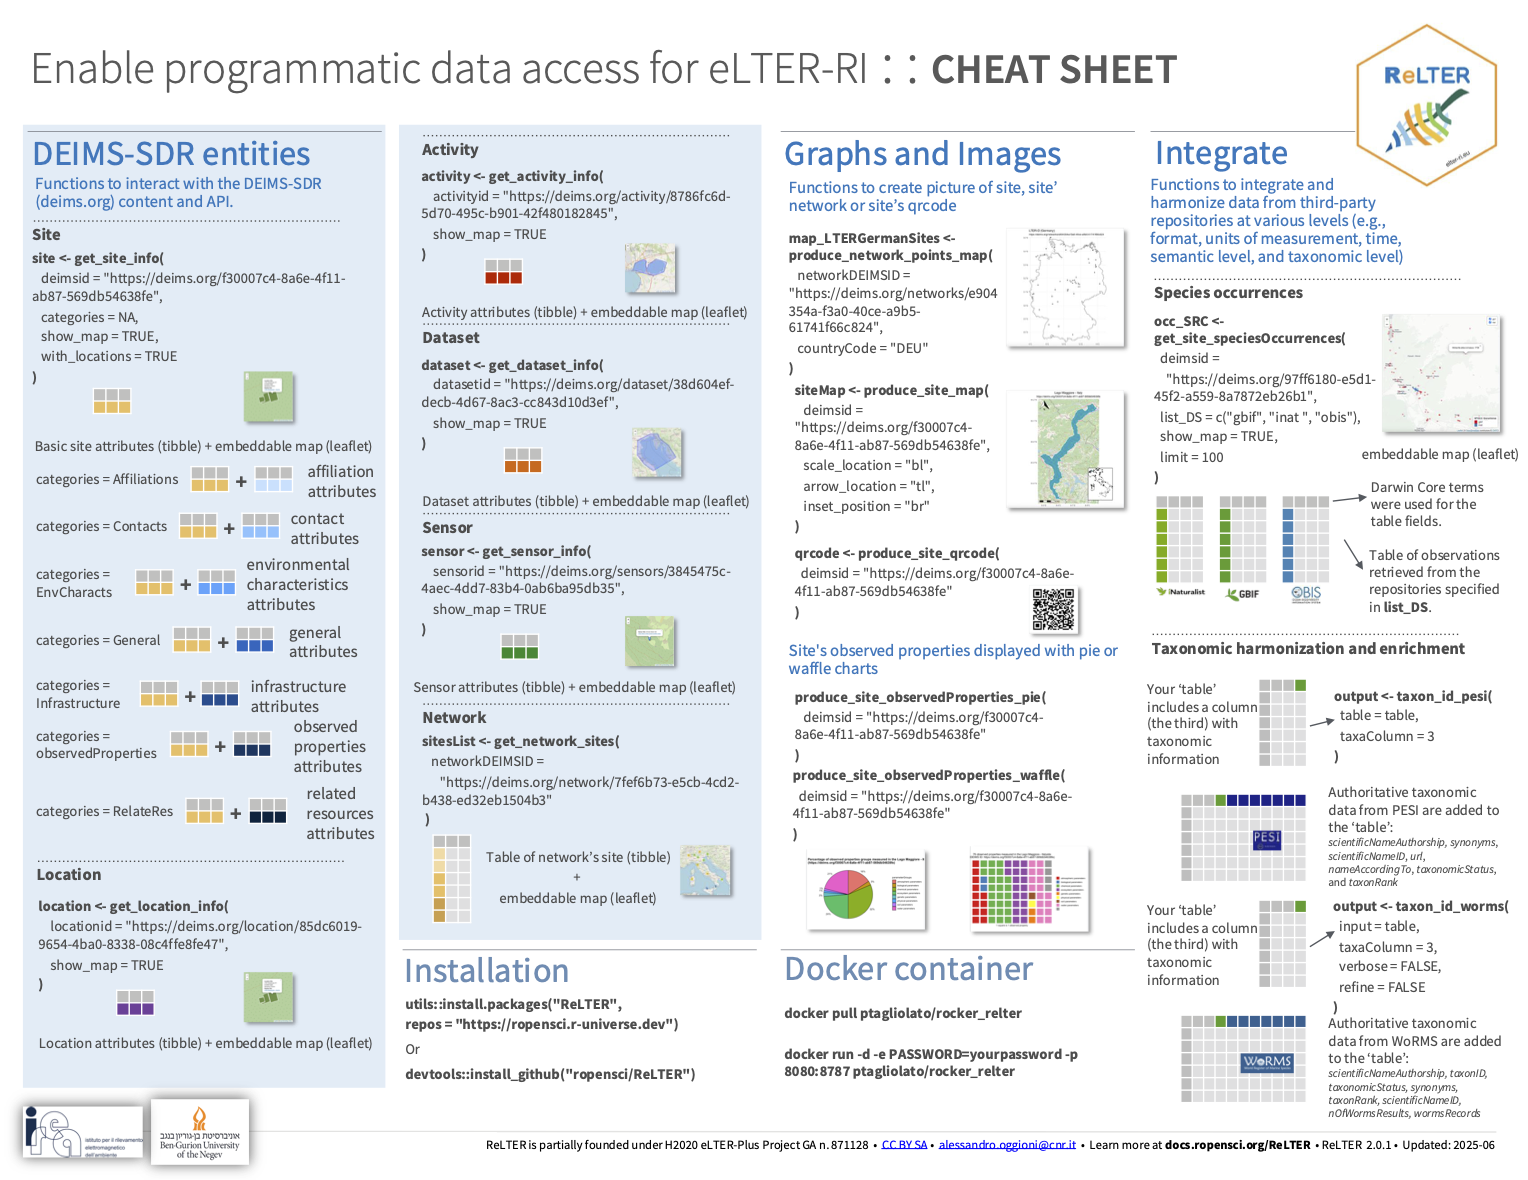 Enable programmatic data access for eLTER-RI : : CHEAT SHEET
ReLTER
elter-ri.eu
DEIMS-SDR entities
Functions to interact with the DEIMS-SDR
(deims.org) content and API.
Site
site <- get_site_info(
deimsid = "https://deims.org/f30007c4-8a6e-4f11-
ab87-569db54638fe",
categories = NA,
show_map = TRUE,
with_locations = TRUE
)
Basic site attributes (tibble) + embeddable map (leaflet)
categories = Affiliations + affiliation
attributes
categories = Contacts + contact
attributes
categories =
EnvCharacts + environmental
characteristics
attributes
categories = General + general
attributes
categories =
Infrastructure + infrastructure
attributes
categories =
observedProperties + observed
properties
attributes
categories = RelateRes + related
resources
attributes
Location
location <- get_location_info(
locationid = "https://deims.org/location/85dc6019-
9654-4ba0-8338-08c4ffe8fe47",
show_map = TRUE
)
Location attributes (tibble) + embeddable map (leaflet)
Activity
activity <- get_activity_info(
activityid = "https://deims.org/activity/8786fc6d-
5d70-495c-b901-42f480182845",
show_map = TRUE
)
Activity attributes (tibble) + embeddable map (leaflet)
Dataset
dataset <- get_dataset_info(
datasetid = "https://deims.org/dataset/38d604ef-
decb-4d67-8ac3-cc843d10d3ef",
show_map = TRUE
)
Dataset attributes (tibble) + embeddable map (leaflet)
Sensor
sensor <- get_sensor_info(
sensorid = "https://deims.org/sensors/3845475c-
4aec-4dd7-83b4-0ab6ba95db35",
show_map = TRUE
)
Sensor attributes (tibble) + embeddable map (leaflet)
Network
sitesList <- get_network_sites(
networkDEIMSID =
"https://deims.org/network/7fef6b73-e5cb-4cd2-
b438-ed32eb1504b3"
)
Table of network's site (tibble)
+
embeddable map (leaflet)
Installation
utils::install.packages("ReLTER",
repos = "https://ropensci.r-universe.dev")
Or
devtools::install_github("ropensci/ReLTER")
Graphs and Images
Functions to create picture of site, site'
network or site's qrcode
map_LTERGermanSites <-
produce_network_points_map(
networkDEIMSID =
"https://deims.org/networks/e904
354a-f3a0-40ce-a9b5-
61741f66c824",
countryCode = "DEU"
)
siteMap <- produce_site_map(
deimsid =
"https://deims.org/f30007c4-
8a6e-4f11-ab87-569db54638fe",
scale_location = "bl",
arrow_location = "tl",
inset_position = "br"
)
qrcode <- produce_site_qrcode(
deimsid = "https://deims.org/f30007c4-8a6e-
4f11-ab87-569db54638fe"
)
Site's observed properties displayed with pie or
waffle charts
produce_site_observedProperties_pie(
deimsid = "https://deims.org/f30007c4-
8a6e-4f11-ab87-569db54638fe"
)
produce_site_observedProperties_waffle(
deimsid = "https://deims.org/f30007c4-8a6e-
4f11-ab87-569db54638fe"
)
Docker container
docker pull ptagliolato/rocker_relter
docker run -d -e PASSWORD=yourpassword -p
8080:8787 ptagliolato/rocker_relter
Integrate
Functions to integrate and
harmonize data from third-party
repositories at various levels (e.g.,
format, units of measurement, time,
semantic level, and taxonomic level)
Species occurrences
occ_SRC <-
get_site_speciesOccurrences(
deimsid =
"https://deims.org/97ff6180-e5d1-
45f2-a559-8a7872eb26b1",
list_DS = c("gbif", "inat ", "obis"),
show_map = TRUE,
limit = 100
)
embeddable map (leaflet)
iNaturalist
GBIF
OBIS
Darwin Core terms
were used for the
table fields.
Table of observations
retrieved from the
repositories specified
in list_DS.
Taxonomic harmonization and enrichment
Your 'table'
includes a column
(the third) with
taxonomic
information
output <- taxon_id_pesi(
table = table,
taxaColumn = 3
)
PESI
Authoritative taxonomic
data from PESI are added to
the 'table':
scientificNameAuthorship, synonyms,
scientificNameID, url,
nameAccordingTo, taxonomicStatus,
and taxonRank
Your 'table'
includes a column
(the third) with
taxonomic
information
output <- taxon_id_worms(
input = table,
taxaColumn = 3,
verbose = FALSE,
refine = FALSE
)
WoRMS
Authoritative taxonomic
data from WoRMS are added
to the 'table':
scientificNameAuthorship, taxonID,
taxonomicStatus, synonyms,
taxonRank, scientificNameID,
nOfWormsResults, wormsRecords
irea
istituto per il rilevamento
elettromagnetico
dell'ambiente
אוניברסיטת בן-גוריון בנגב
Ben-Gurion University
of the Negev
ReLTER is partially founded under H2020 eLTER-Plus Project GA n. 871128 • CC BY SA • alessandro.oggioni@cnr.it • Learn more at docs.ropensci.org/ReLTER • ReLTER 2.0.1 • Updated: 2025-06